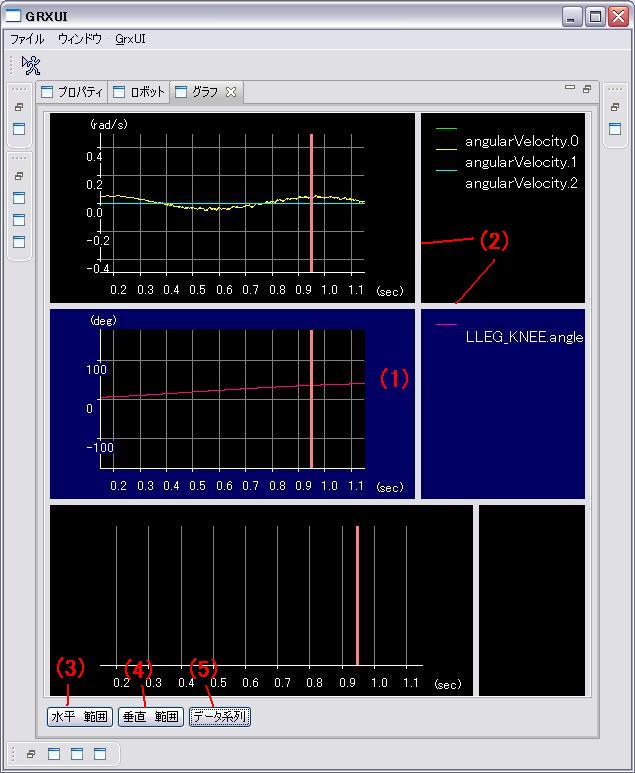 GRXUI
ファイル ウィンドウ GrxUI
プロパティ ロボット グラフ
(rad/s)
0.4
0.2
0.0
-0.2
-0.4
0.2 0.3 0.4 0.5 0.6 0.7 0.8 0.9 1.0 1.1 (sec)
angularVelocity.0
angularVelocity.1
angularVelocity.2
(2)
(deg)
100
0
-100
0.2 0.3 0.4 0.5 0.6 0.7 0.8 0.9 1.0 1.1 (sec)
(1)
LLEG_KNEE.angle
0.2 0.3 0.4 0.5 0.6 0.7 0.8 0.9 1.0 1.1 (sec)
(3) (4) (5)
水平 範囲 垂直 範囲 データ系列